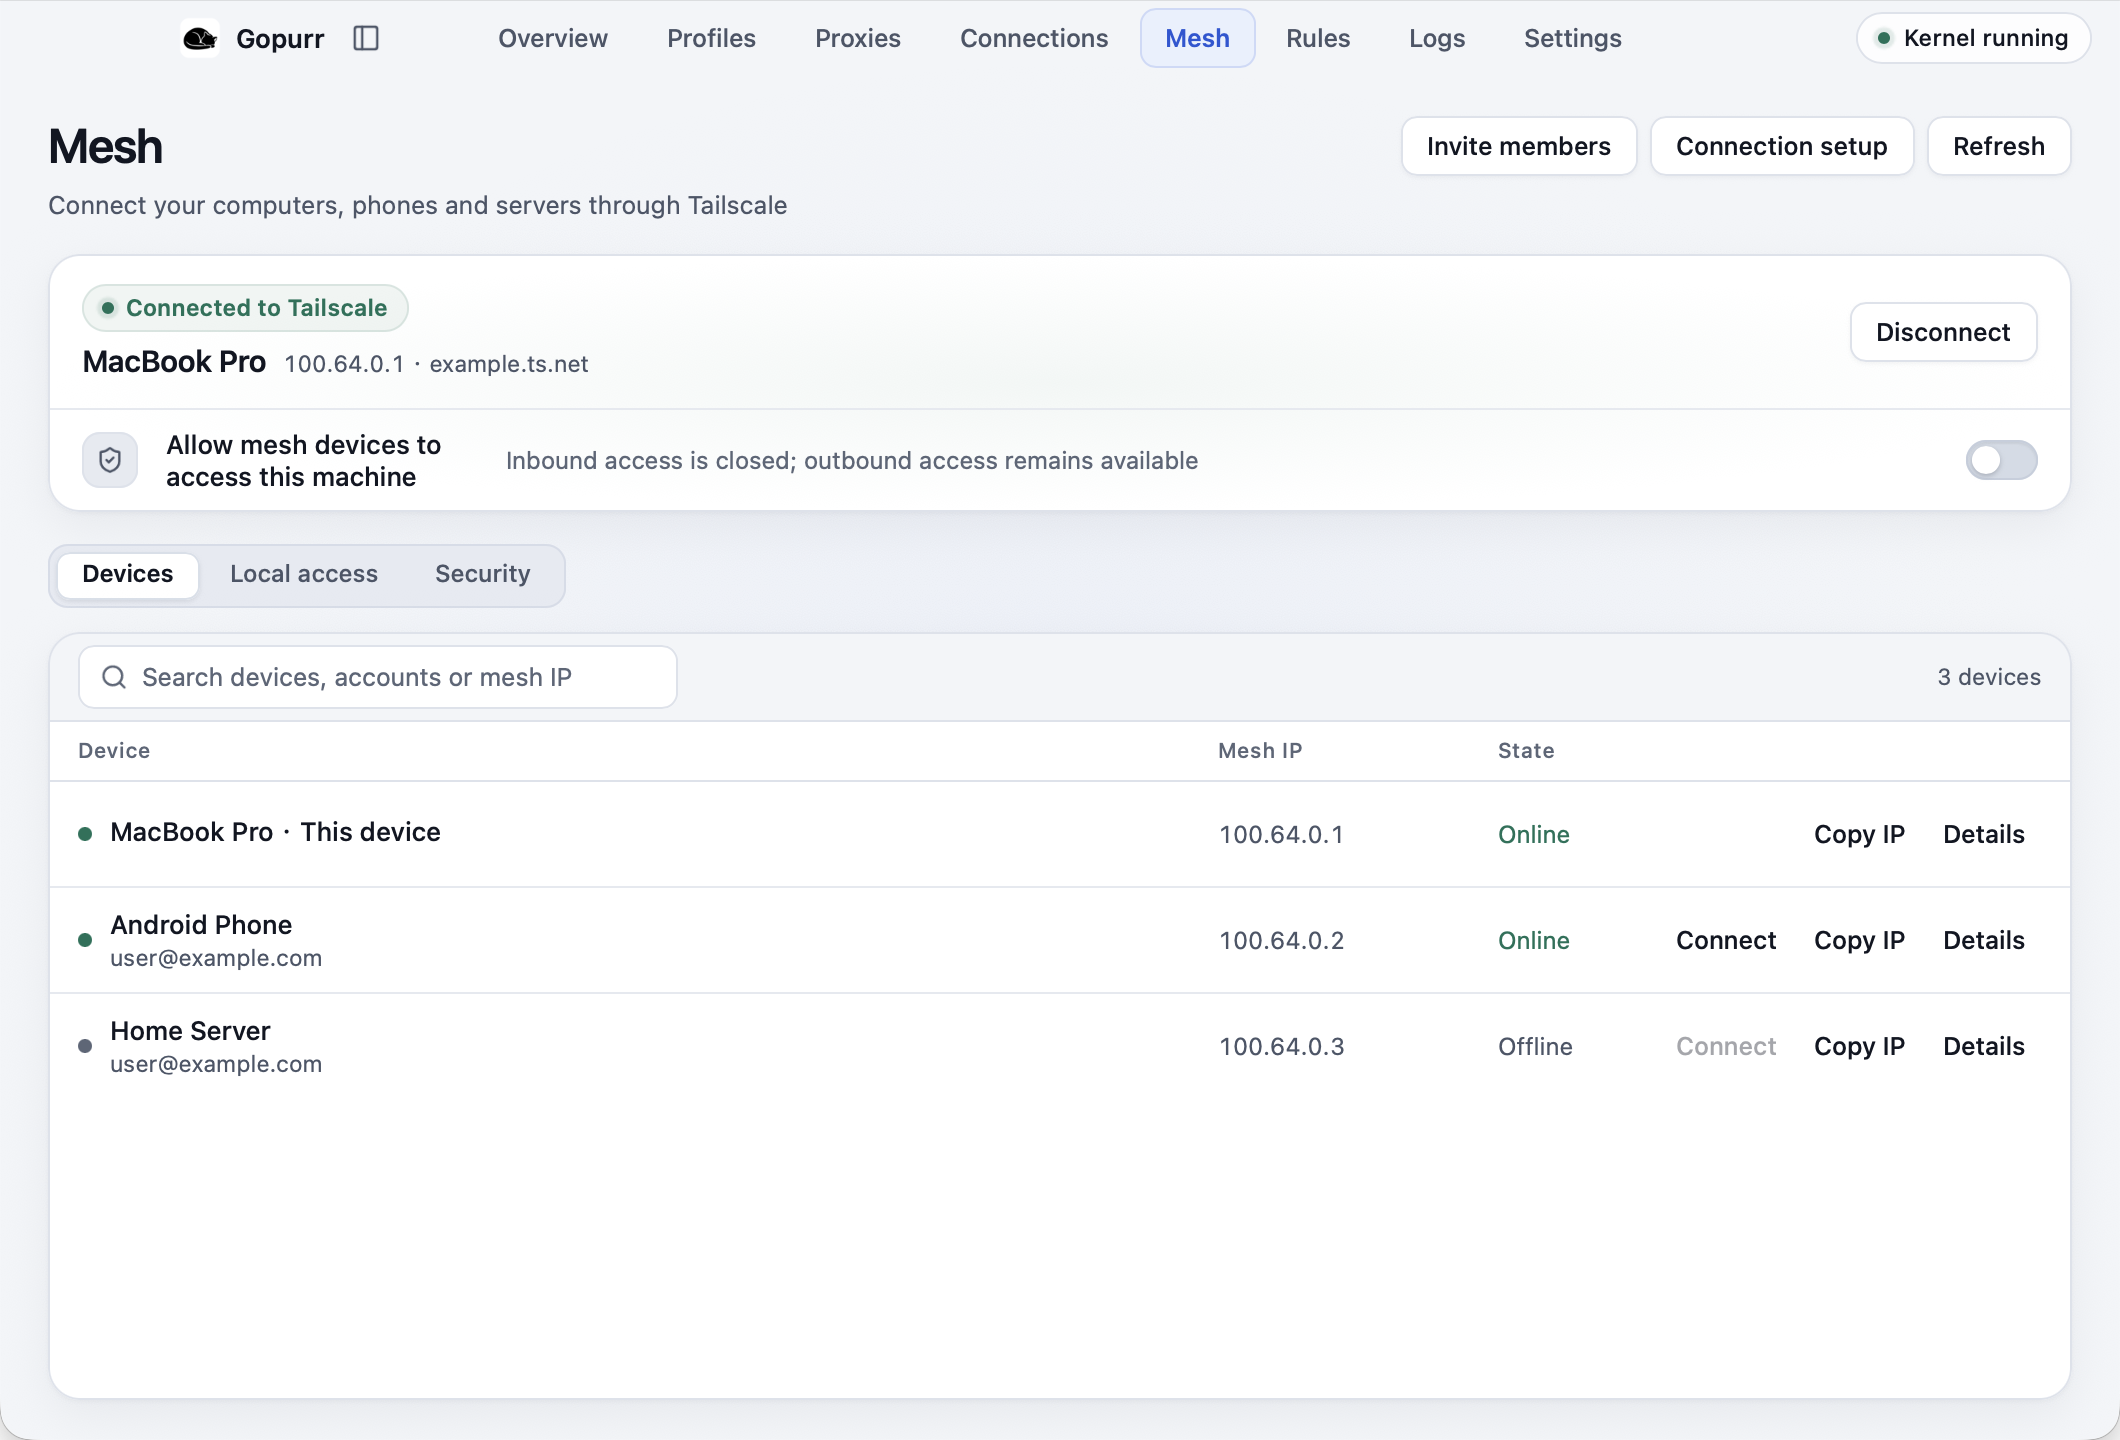 Gopurr
Overview Profiles Proxies Connections Mesh Rules Logs Settings
Kernel running
Mesh
Invite members Connection setup Refresh
Connect your computers, phones and servers through Tailscale
Connected to Tailscale
MacBook Pro 100.64.0.1 · example.ts.net
Disconnect
Allow mesh devices to
access this machine
Inbound access is closed; outbound access remains available
Devices Local access Security
Search devices, accounts or mesh IP
3 devices
Device Mesh IP State
MacBook Pro · This device 100.64.0.1 Online Copy IP Details
Android Phone
user@example.com
100.64.0.2 Online Connect Copy IP Details
Home Server
user@example.com
100.64.0.3 Offline Connect Copy IP Details